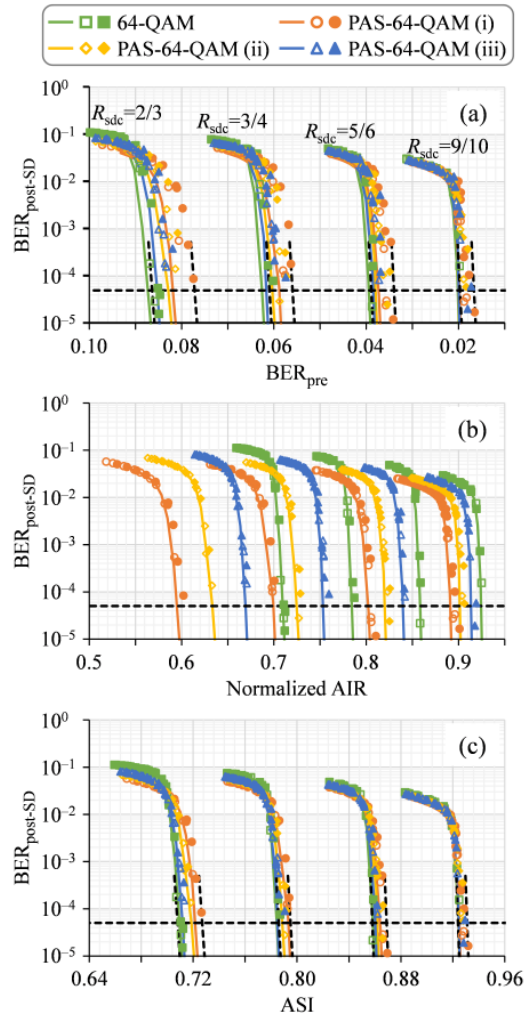 64-QAM PAS-64-QAM (i)
PAS-64-QAM (ii) PAS-64-QAM (iii)
10^0
(a)
R_sdc=2/3 R_sdc=3/4 R_sdc=5/6 R_sdc=9/10
10^-1
10^-2
10^-3
10^-4
10^-5
BER_post-SD
0.10 0.08 0.06 0.04 0.02
BER_pre
10^0
(b)
10^-1
10^-2
10^-3
10^-4
10^-5
BER_post-SD
0.5 0.6 0.7 0.8 0.9
Normalized AIR
10^0
(c)
10^-1
10^-2
10^-3
10^-4
10^-5
BER_post-SD
0.64 0.72 0.80 0.88 0.96
ASI